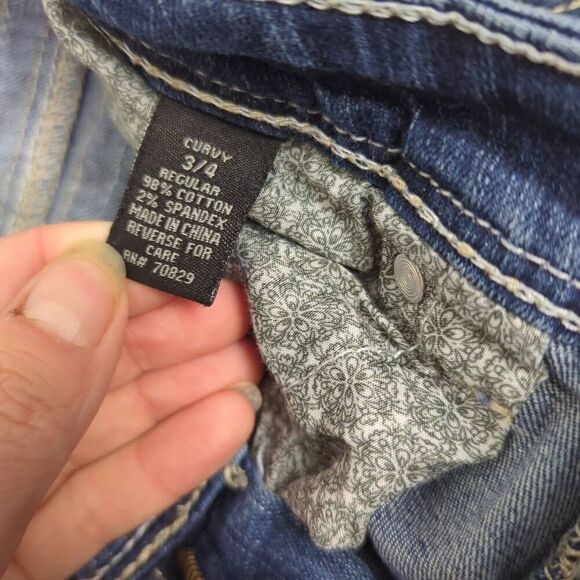 CURVY
3/4
REGULAR
98% COTTON
2% SPANDEX
MADE IN CHINA
REVERSE FOR
CARE
RN# 70829